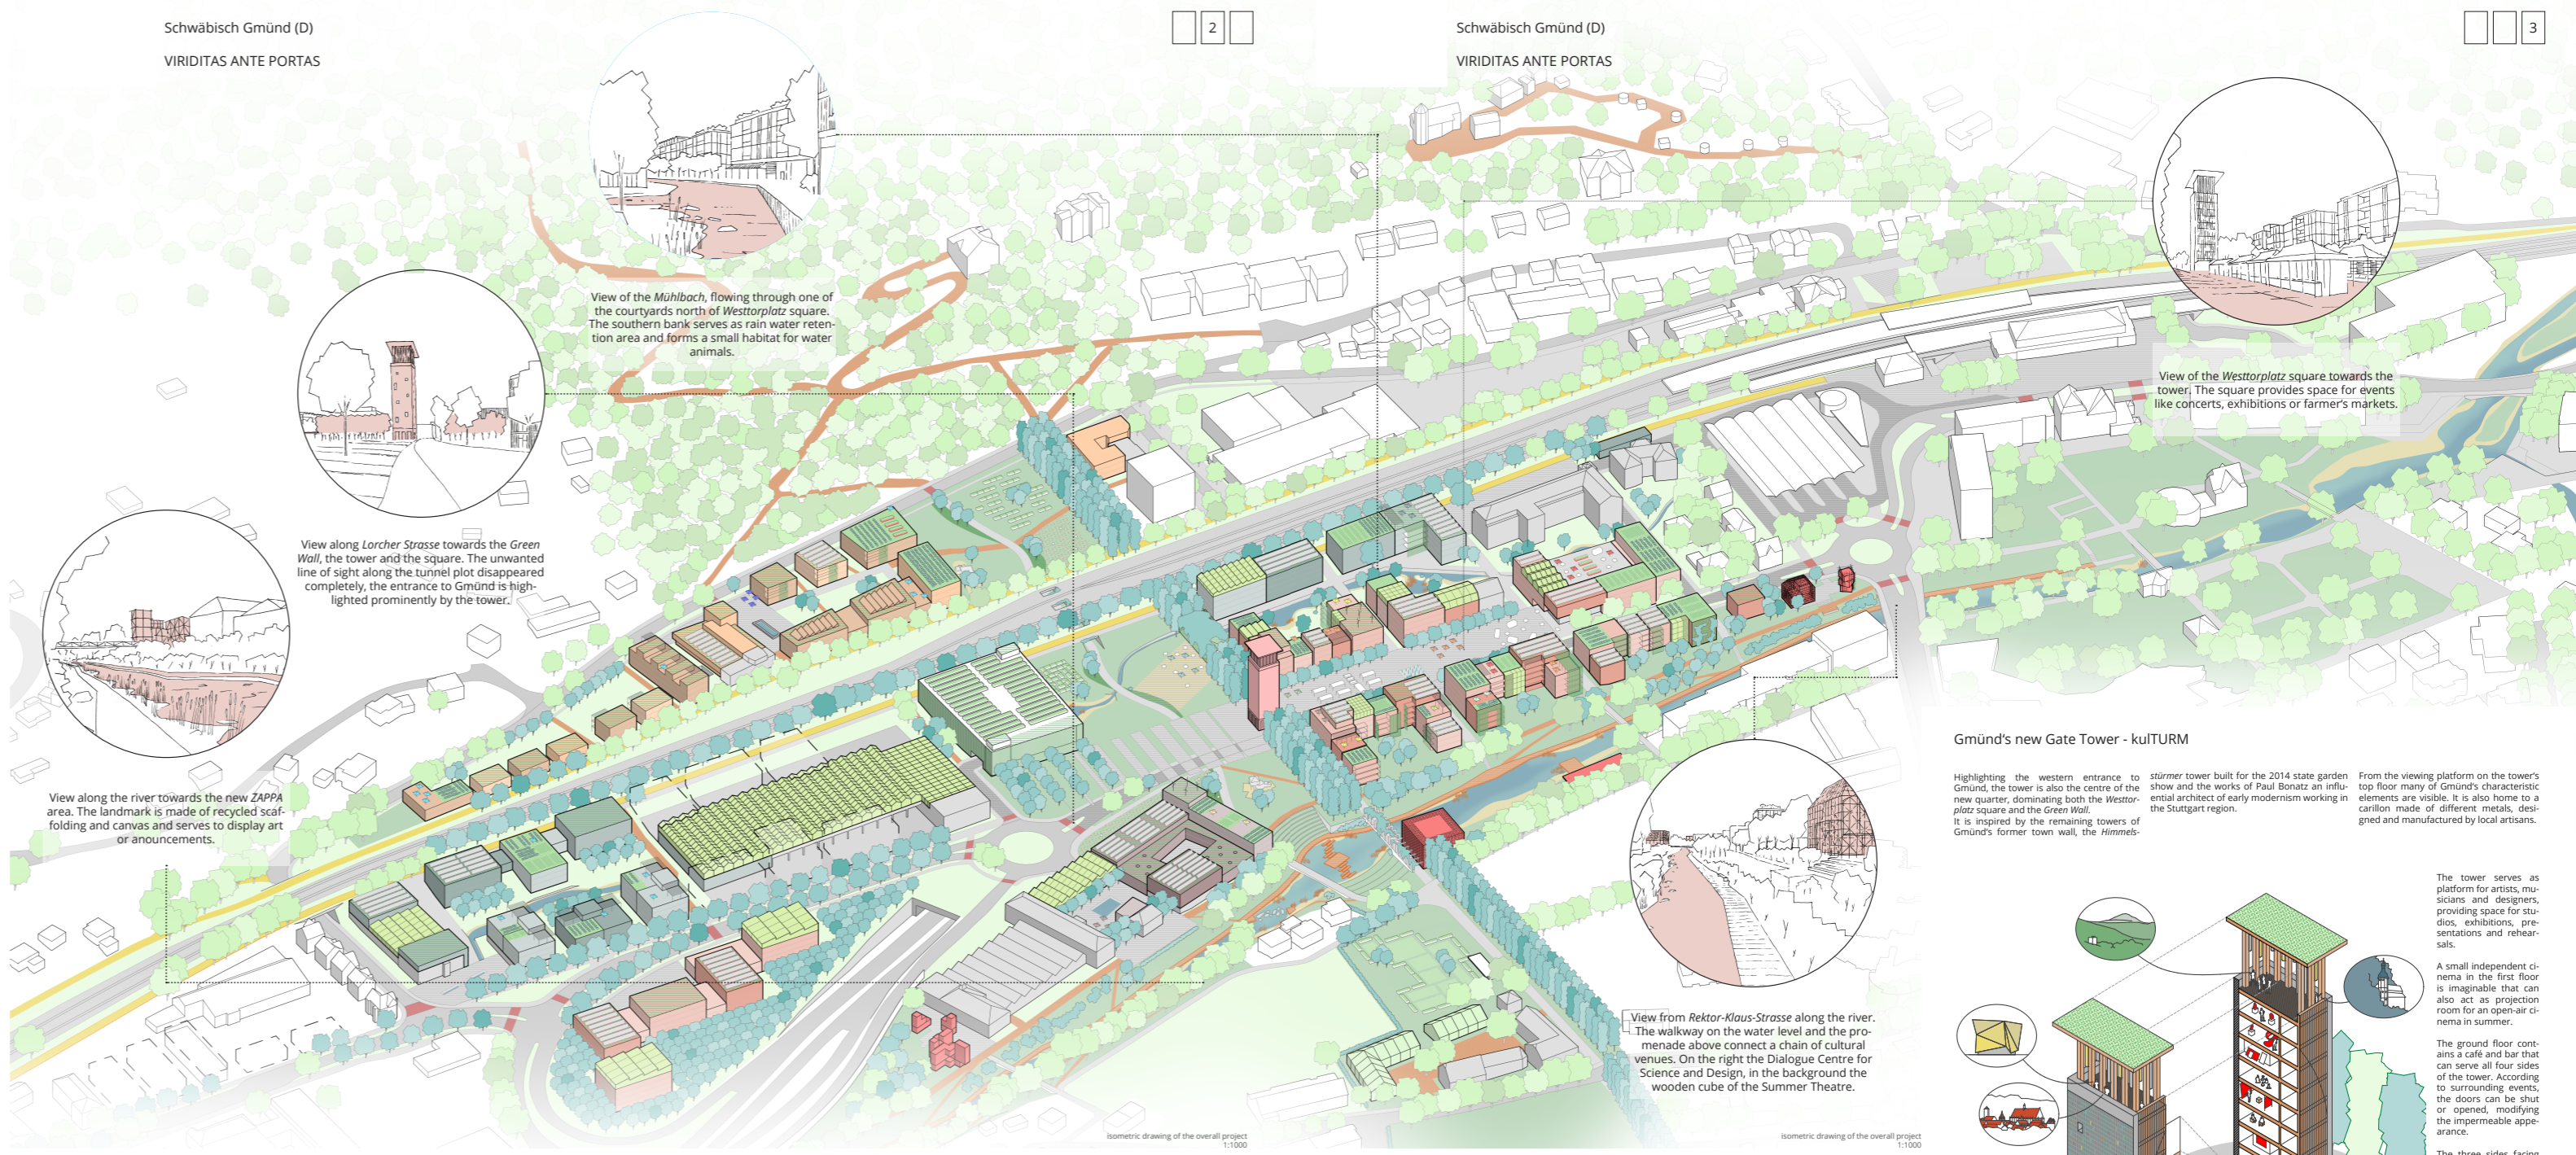 Schwäbisch Gmünd (D)
VIRIDITAS ANTE PORTAS
2
Schwäbisch Gmünd (D)
VIRIDITAS ANTE PORTAS
3
View of the Mühlbach, flowing through one of
the courtyards north of Westtorplatz square.
The southern bank serves as rain water reten-
tion area and forms a small habitat for water
animals.
View of the Westtorplatz square towards the
tower. The square provides space for events
like concerts, exhibitions or farmer's markets.
View along Lorcher Strasse towards the Green
Wall, the tower and the square. The unwanted
line of sight along the tunnel plot disappeared
completely, the entrance to Gmünd is high-
lighted prominently by the tower.
View along the river towards the new ZAPPA
area. The landmark is made of recycled scaf-
folding and canvas and serves to display art
or anouncements.
View from Rektor-Klaus-Strasse along the river.
The walkway on the water level and the pro-
menade above connect a chain of cultural
venues. On the right the Dialogue Centre for
Science and Design, in the background the
wooden cube of the Summer Theatre.
isometric drawing of the overall project
1:1000
isometric drawing of the overall project
1:1000
Gmünd's new Gate Tower - kulTURM
Highlighting the western entrance to
Gmünd, the tower is also the centre of the
new quarter, dominating both the Westtor-
platz square and the Green Wall.
It is inspired by the remaining towers of
Gmünd's former town wall, the Himmels-
stürmer tower built for the 2014 state garden
show and the works of Paul Bonatz an influ-
ential architect of early modernism working in
the Stuttgart region.
From the viewing platform on the tower's
top floor many of Gmünd's characteristic
elements are visible. It is also home to a
carillon made of different metals, desi-
gned and manufactured by local artisans.
The tower serves as
platform for artists, mu-
sicians and designers,
providing space for stu-
dios, exhibitions, pre-
sentations and rehear-
sals.
A small independent ci-
nema in the first floor
is imaginable that can
also act as projection
room for an open-air ci-
nema in summer.
The ground floor cont-
ains a café and bar that
can serve all four sides
of the tower. According
to surrounding events,
the doors can be shut
or opened, modifying
the impermeable appe-
arance.
The three sides facing